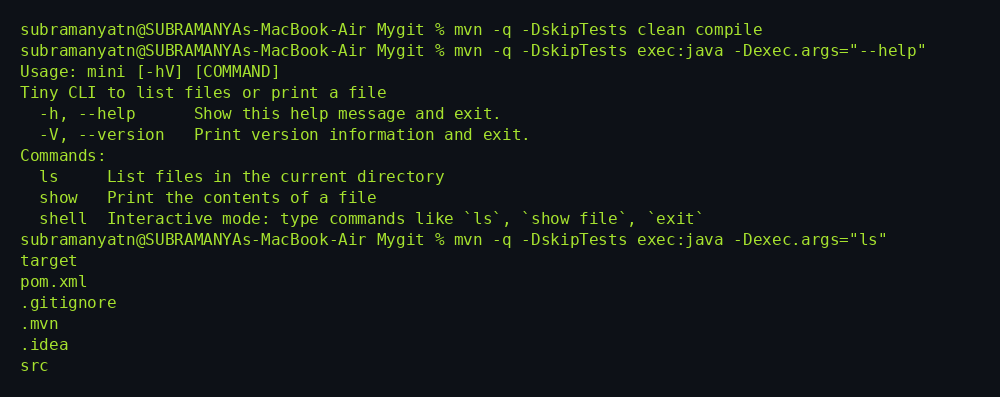 subramanyatn@SUBRAMANYAs-MacBook-Air Mygit % mvn -q -DskipTests clean compile
subramanyatn@SUBRAMANYAs-MacBook-Air Mygit % mvn -q -DskipTests exec:java -Dexec.args="--help"
Usage: mini [-hV] [COMMAND]
Tiny CLI to list files or print a file
  -h, --help      Show this help message and exit.
  -V, --version   Print version information and exit.
Commands:
  ls     List files in the current directory
  show   Print the contents of a file
  shell  Interactive mode: type commands like `ls`, `show file`, `exit`
subramanyatn@SUBRAMANYAs-MacBook-Air Mygit % mvn -q -DskipTests exec:java -Dexec.args="ls"
target
pom.xml
.gitignore
.mvn
.idea
src